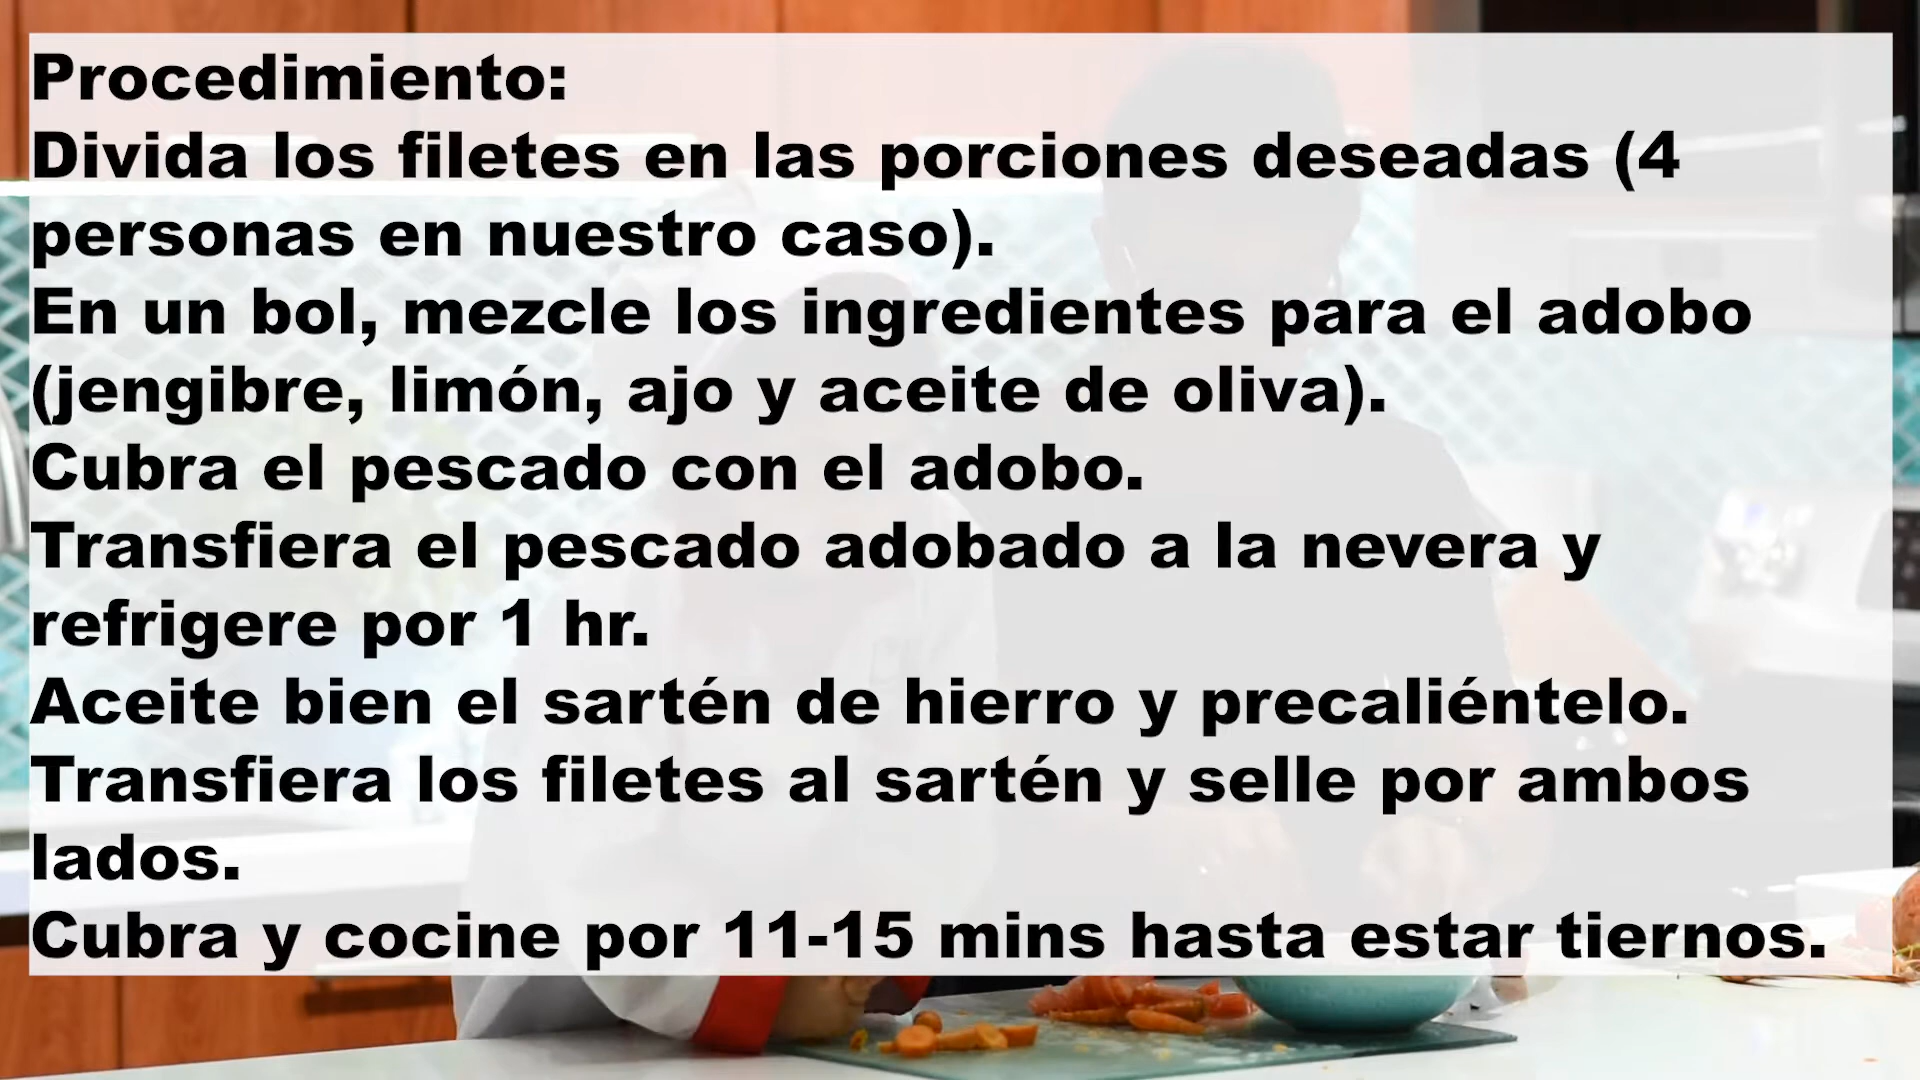 Procedimiento:
Divida los filetes en las porciones deseadas (4
personas en nuestro caso).
En un bol, mezcle los ingredientes para el adobo
(jengibre, limón, ajo y aceite de oliva).
Cubra el pescado con el adobo.
Transfiera el pescado adobado a la nevera y
refrigere por 1 hr.
Aceite bien el sartén de hierro y precaliéntelo.
Transfiera los filetes al sartén y selle por ambos
lados.
Cubra y cocine por 11-15 mins hasta estar tiernos.